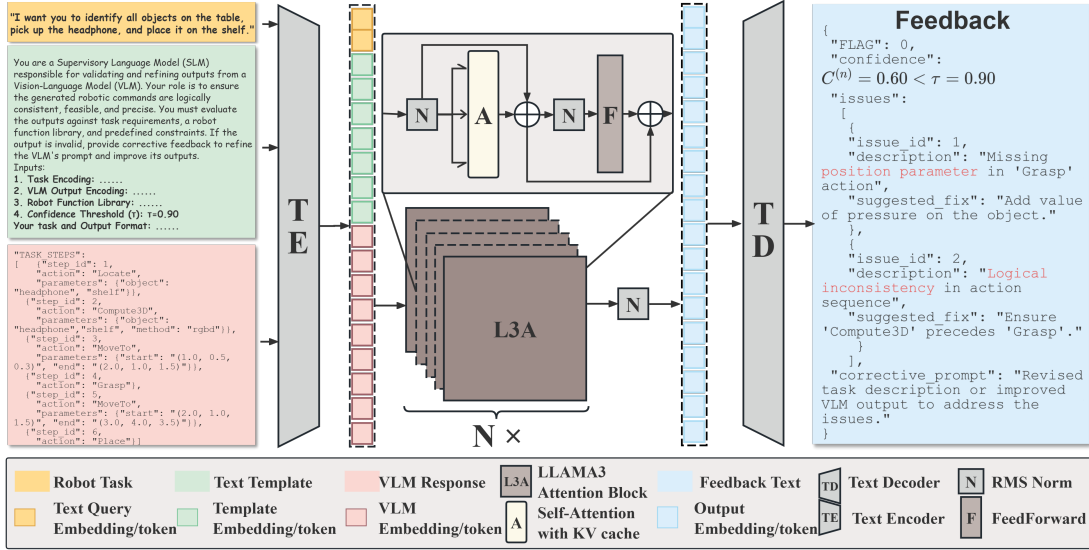 "I want you to identify all objects on the table,
pick up the headphone, and place it on the shelf."
You are a Supervisory Language Model (SLM)
responsible for validating and refining outputs from a
Vision-Language Model (VLM). Your role is to ensure
the generated robotic commands are logically
consistent, feasible, and precise. You must evaluate
the outputs against task requirements, a robot
function library, and predefined constraints. If the
output is invalid, provide corrective feedback to refine
the VLM's prompt and improve its outputs.
Inputs:
1. Task Encoding: ......
2. VLM Output Encoding: ......
3. Robot Function Library: ......
4. Confidence Threshold (τ): τ=0.90
Your task and Output Format: ......
"TASK_STEPS":
[ {"step_id": 1,
"action": "Locate",
"parameters": {"object":
"headphone", "shelf"}},
{"step_id": 2,
"action": "Compute3D",
"parameters": {"object":
"headphone","shelf", "method": "rgbd"}},
{"step_id": 3,
"action": "MoveTo",
"parameters": {"start": "(1.0, 0.5,
0.3)", "end": "(2.0, 1.0, 1.5)"}},
{"step_id": 4,
"action": "Grasp"},
{"step_id": 5,
"action": "MoveTo",
"parameters": {"start": "(2.0, 1.0,
1.5)", "end": "(3.0, 4.0, 3.5)"}},
{"step_id": 6,
"action": "Place"}]
T
E
N
A
N
F
L3A
N ×
N
T
D
Feedback
{
"FLAG": 0,
"confidence":
C⁽ⁿ⁾ = 0.60 < τ = 0.90
"issues":
[
{
"issue_id": 1,
"description": "Missing
position parameter in 'Grasp'
action",
"suggested_fix": "Add value
of pressure on the object."
},
{
"issue_id": 2,
"description": "Logical
inconsistency in action
sequence",
"suggested_fix": "Ensure
'Compute3D' precedes 'Grasp'."
}
],
"corrective_prompt": "Revised
task description or improved
VLM output to address the
issues."
}
Robot Task
Text Query
Embedding/token
Text Template
Template
Embedding/token
VLM Response
VLM
Embedding/token
L3A
LLAMA3
Attention Block
A
Self-Attention
with KV cache
Feedback Text
Output
Embedding/token
TD
Text Decoder
TE
Text Encoder
N
RMS Norm
F
FeedForward